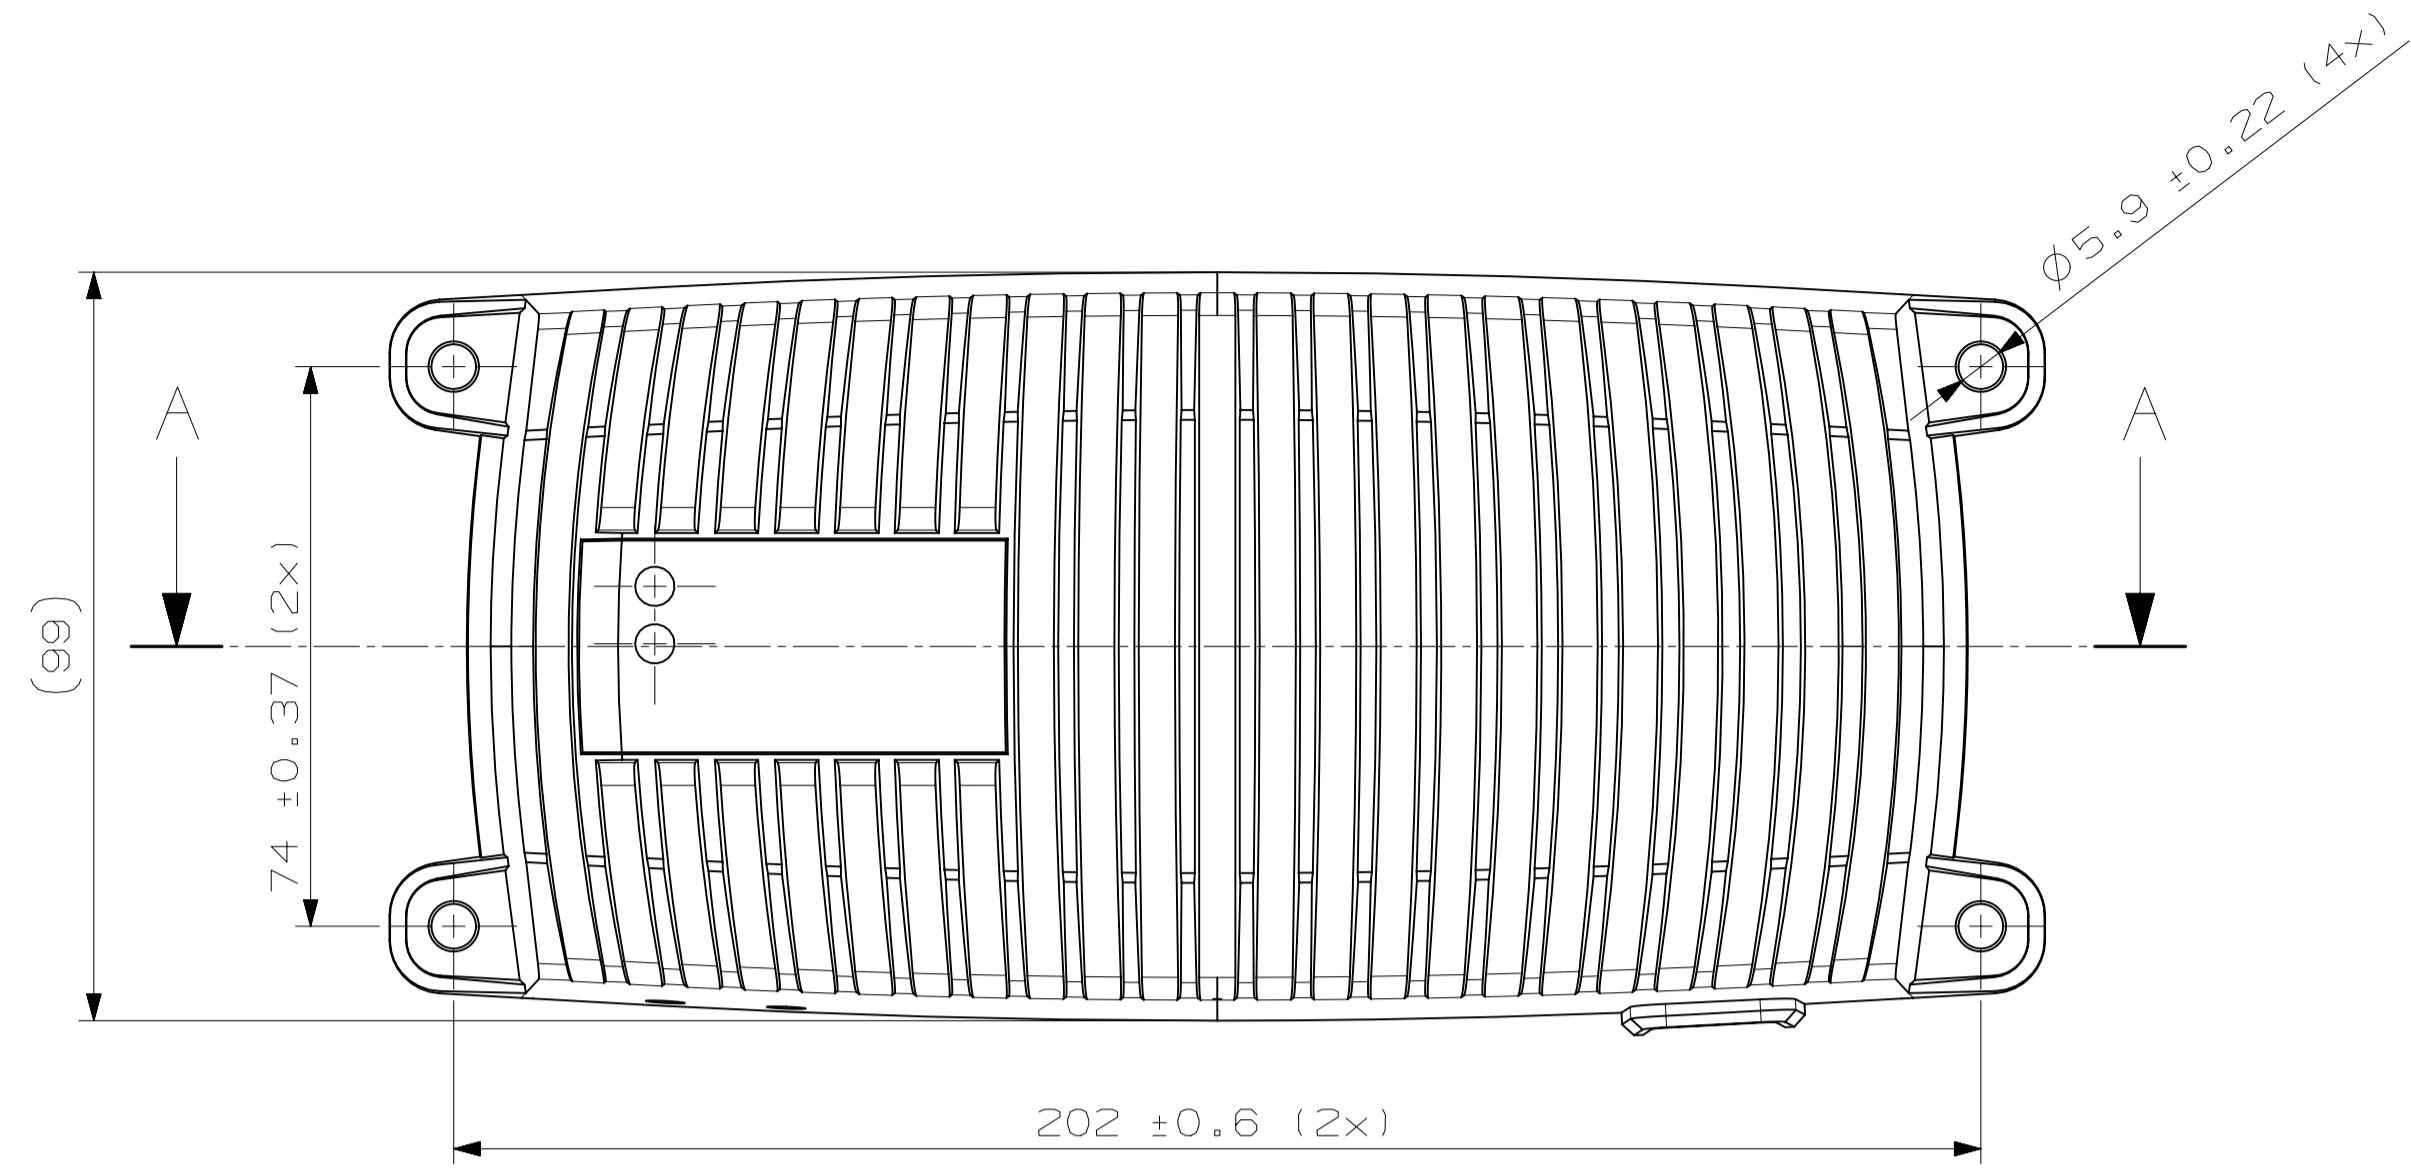 Ø5.9 ±0.22 (4x)
A
A
(99)
74 ±0.37 (2x)
202 ±0.6 (2x)